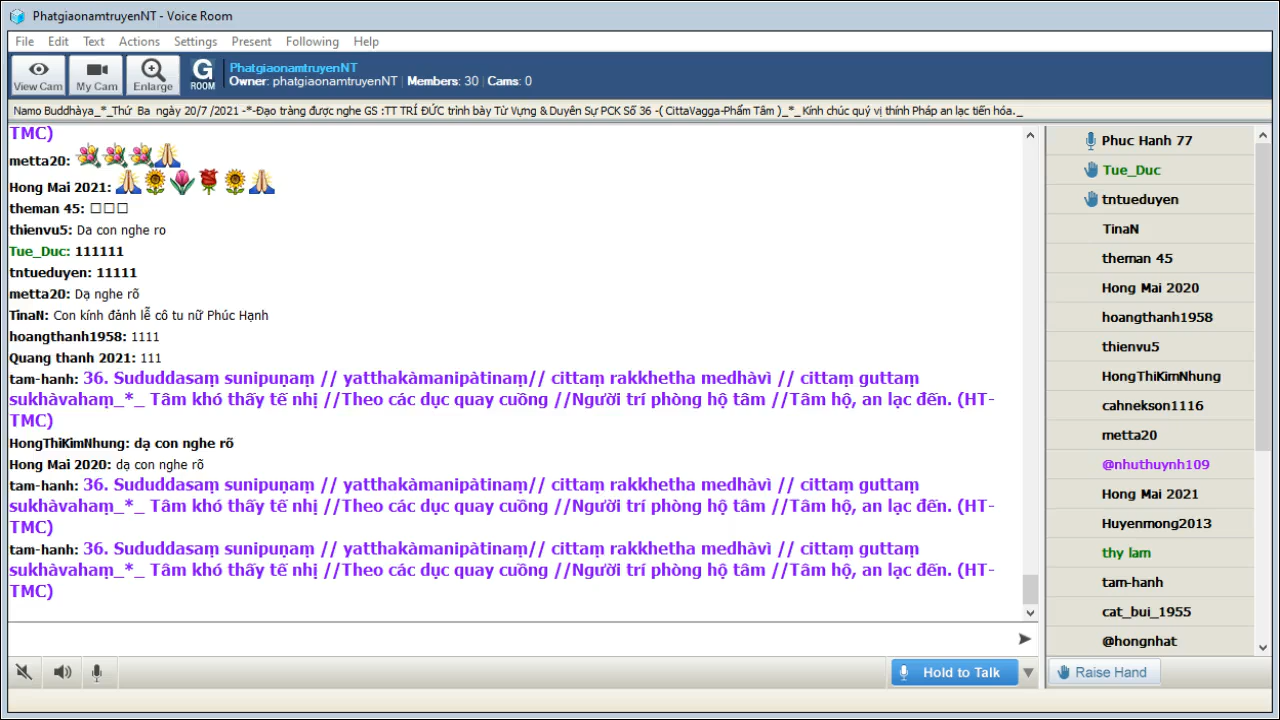 PhatgiaonamtruyenNT - Voice Room
File Edit Text Actions Settings Present Following Help
View Cam My Cam Enlarge G ROOM
PhatgiaonamtruyenNT
Owner: phatgiaonamtruyenNT | Members: 30 | Cams: 0
Namo Buddhàya_*_Thứ Ba ngày 20/7 /2021 -*-Đạo tràng được nghe GS :TT TRÍ ĐỨC trình bày Từ Vựng & Duyên Sự PCK Số 36 -( CittaVagga-Phẩm Tâm )_*_ Kính chúc quý vị thính Pháp an lạc tiến hóa._
TMC)
metta20:
Hong Mai 2021:
theman 45: □□□
thienvu5: Da con nghe ro
Tue_Duc: 111111
tntueduyen: 11111
metta20: Dạ nghe rõ
TinaN: Con kính đảnh lễ cô tu nữ Phúc Hạnh
hoangthanh1958: 1111
Quang thanh 2021: 111
tam-hanh: 36. Sududdasaṃ sunipuṇaṃ // yatthakàmanipàtinaṃ// cittaṃ rakkhetha medhàvì // cittaṃ guttaṃ
sukhàvahaṃ_*_ Tâm khó thấy tế nhị //Theo các dục quay cuồng //Người trí phòng hộ tâm //Tâm hộ, an lạc đến. (HT-
TMC)
HongThiKimNhung: dạ con nghe rõ
Hong Mai 2020: dạ con nghe rõ
tam-hanh: 36. Sududdasaṃ sunipuṇaṃ // yatthakàmanipàtinaṃ// cittaṃ rakkhetha medhàvì // cittaṃ guttaṃ
sukhàvahaṃ_*_ Tâm khó thấy tế nhị //Theo các dục quay cuồng //Người trí phòng hộ tâm //Tâm hộ, an lạc đến. (HT-
TMC)
tam-hanh: 36. Sududdasaṃ sunipuṇaṃ // yatthakàmanipàtinaṃ// cittaṃ rakkhetha medhàvì // cittaṃ guttaṃ
sukhàvahaṃ_*_ Tâm khó thấy tế nhị //Theo các dục quay cuồng //Người trí phòng hộ tâm //Tâm hộ, an lạc đến. (HT-
TMC)
Hold to Talk
Phuc Hanh 77
Tue_Duc
tntueduyen
TinaN
theman 45
Hong Mai 2020
hoangthanh1958
thienvu5
HongThiKimNhung
cahnekson1116
metta20
@nhuthuynh109
Hong Mai 2021
Huyenmong2013
thy lam
tam-hanh
cat_bui_1955
@hongnhat
Raise Hand